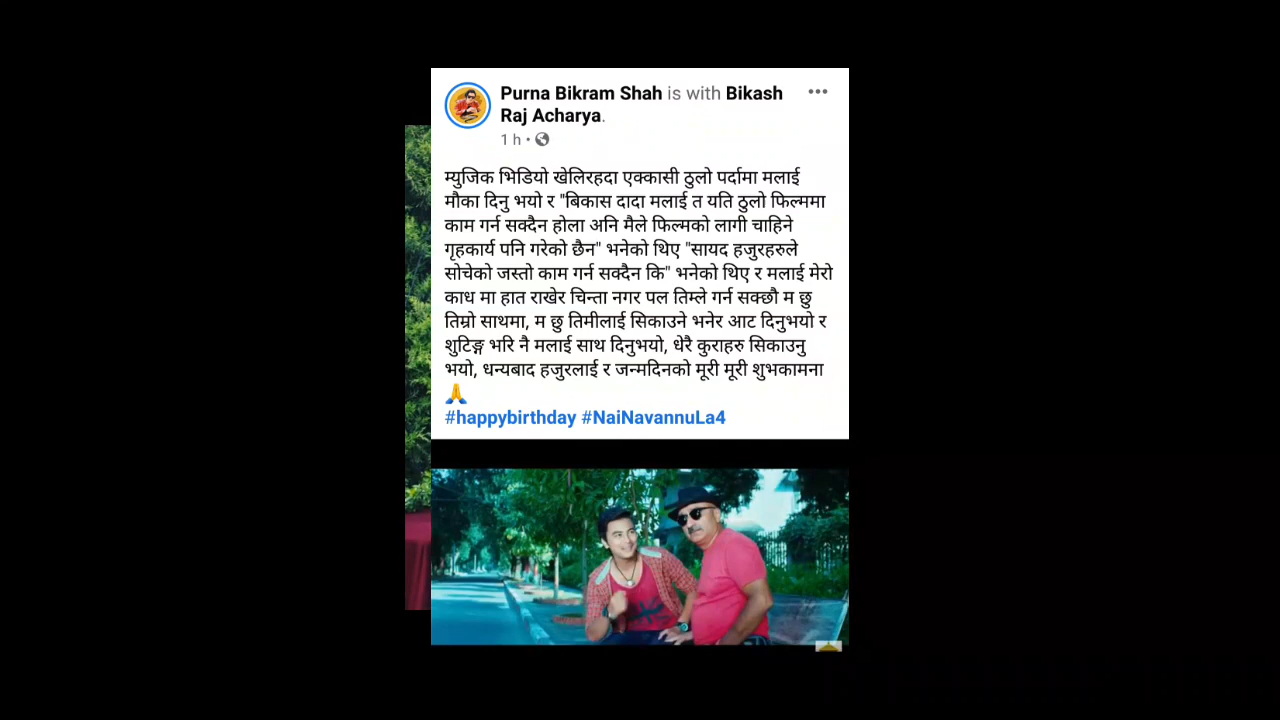 Purna Bikram Shah is with Bikash
Raj Acharya.
1 h •
म्युजिक भिडियो खेलिरहदा एक्कासी ठुलो पर्दामा मलाई
मौका दिनु भयो र "बिकास दादा मलाई त यति ठुलो फिल्ममा
काम गर्न सक्दैन होला अनि मैले फिल्मको लागी चाहिने
गृहकार्य पनि गरेको छैन" भनेको थिए "सायद हजुरहरुले
सोचेको जस्तो काम गर्न सक्दैन कि" भनेको थिए र मलाई मेरो
काध मा हात राखेर चिन्ता नगर पल तिम्ले गर्न सक्छौ म छु
तिम्रो साथमा, म छु तिमीलाई सिकाउने भनेर आट दिनुभयो र
शुटिङ्ग भरि नै मलाई साथ दिनुभयो, धेरै कुराहरु सिकाउनु
भयो, धन्यबाद हजुरलाई र जन्मदिनको मूरी मूरी शुभकामना
🙏
#happybirthday #NaiNavannuLa4